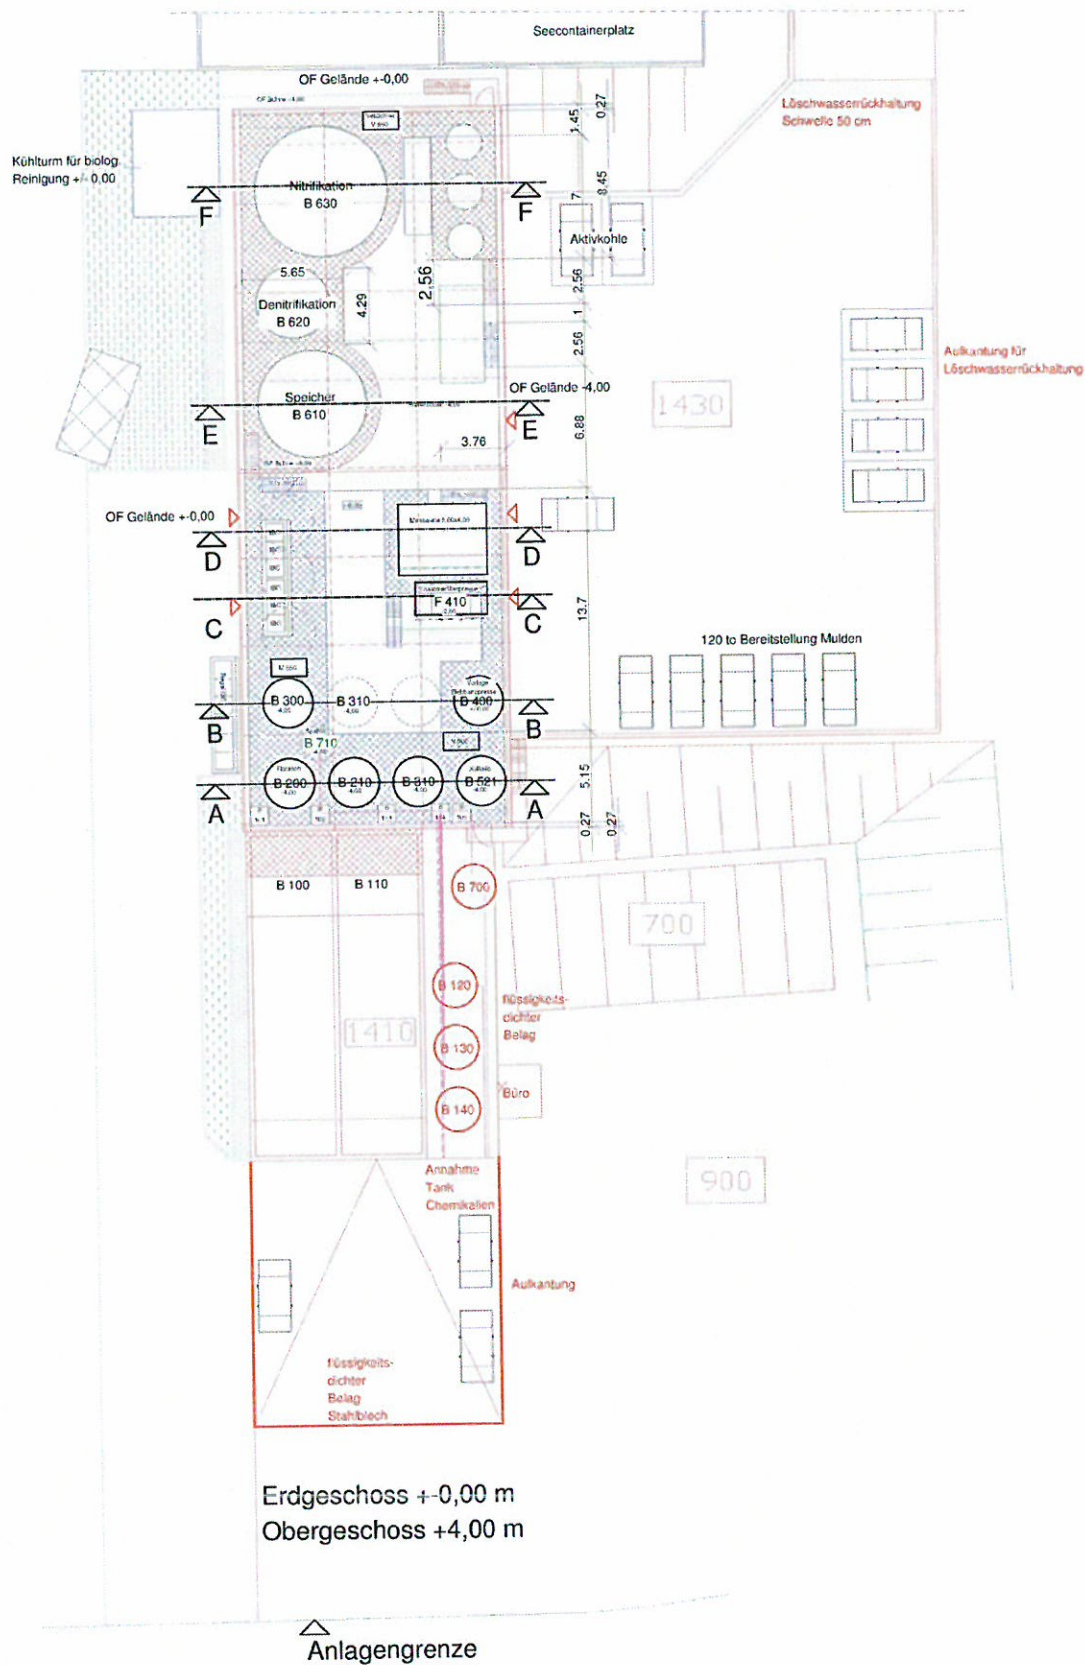 Seecontainerplatz
OF Gelände +-0,00
Löschwasserrückhaltung
Schwelle 50 cm
1.45
0.27
Kühlturm für biolog.
Reinigung +/- 0,00
Nitrifikation
B 630
F
F
7
8.45
Aktivkohle
5.65
4.29
2,56
2.56
1
2.56
Denitrifikation
B 620
Aufkantung für
Löschwasserrückhaltung
Speicher
B 610
OF Gelände -4,00
E
E
1430
6.88
3.76
OF Gelände +-0,00
D
D
F 410
C
C
13.7
120 to Bereitstellung Mulden
B 300
B 310
B 400
B
B
B 710
B 200
B 210
B 310
B 521
A
A
5.15
0.27
0.27
B 100
B 110
B 700
700
B 120
flüssigkeits-
dichter
Belag
1410
B 130
Büro
B 140
Annahme
Tank
Chemikalien
900
Aufkantung
flüssigkeits-
dichter
Belag
Stahlblech
Erdgeschoss +-0,00 m
Obergeschoss +4,00 m
Anlagengrenze